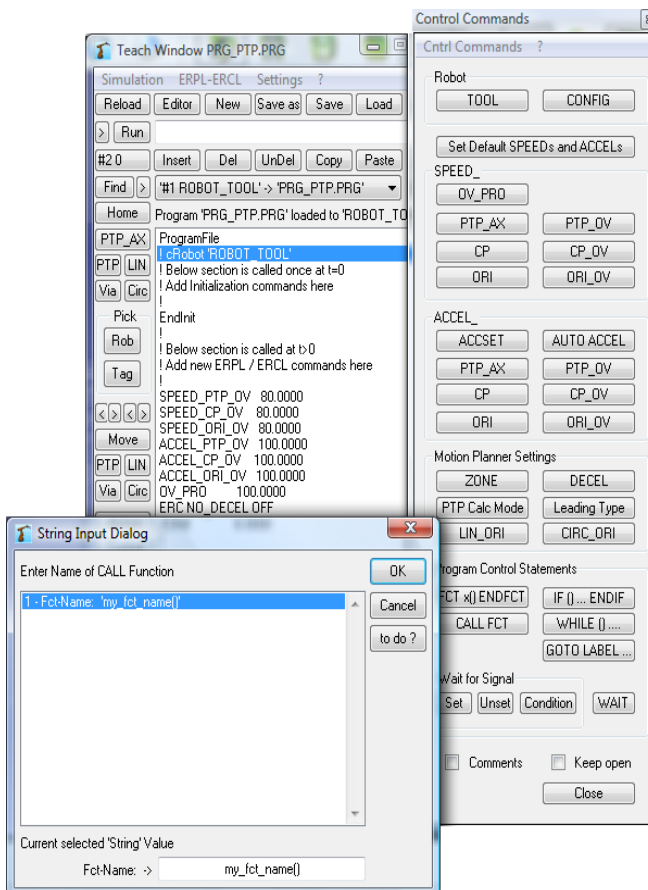 Control Commands
Cntrl Commands ?
Robot
TOOL CONFIG
Set Default SPEEDs and ACCELs
SPEED_
OV_PRO
PTP_AX PTP_OV
CP CP_OV
ORI ORI_OV
ACCEL_
ACCSET AUTO ACCEL
PTP_AX PTP_OV
CP CP_OV
ORI ORI_OV
Motion Planner Settings
ZONE DECEL
PTP Calc Mode Leading Type
LIN_ORI CIRC_ORI
Program Control Statements
FCT x() ENDFCT IF () ... ENDIF
CALL FCT WHILE () ....
GOTO LABEL ...
Wait for Signal
Set Unset Condition WAIT
Comments Keep open
Close
Teach Window PRG_PTP.PRG
Simulation ERPL-ERCL Settings ?
Reload Editor New Save as Save Load
> Run
#2 0 Insert Del UnDel Copy Paste
Find > '#1 ROBOT_TOOL' -> 'PRG_PTP.PRG'
Home Program 'PRG_PTP.PRG' loaded to 'ROBOT_TO
PTP_AX
PTP LIN
Via Circ
Pick
Rob
Tag
< > < >
Move
PTP LIN
Via Circ
ProgramFile
! cRobot 'ROBOT_TOOL'
! Below section is called once at t=0
! Add Initialization commands here
!
EndInit
!
! Below section is called at t>0
! Add new ERPL / ERCL commands here
!
SPEED_PTP_OV 80.0000
SPEED_CP_OV 80.0000
SPEED_ORI_OV 80.0000
ACCEL_PTP_OV 100.0000
ACCEL_CP_OV 100.0000
ACCEL_ORI_OV 100.0000
OV_PRO 100.0000
ERC NO_DECEL OFF
String Input Dialog
Enter Name of CALL Function
1 - Fct-Name: 'my_fct_name()'
OK
Cancel
to do ?
Current selected 'String' Value
Fct-Name: -> my_fct_name()